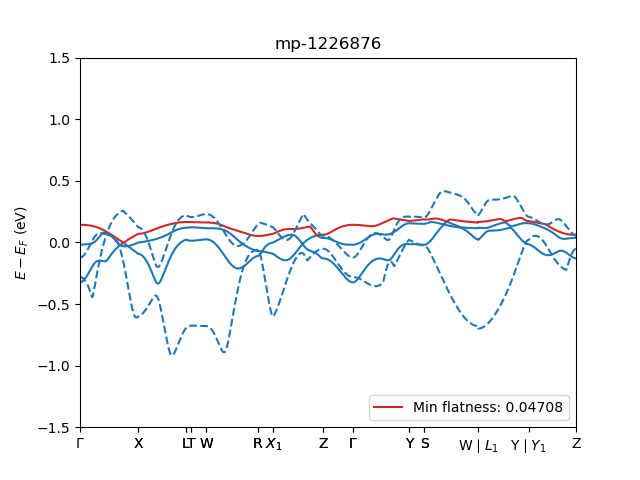 mp-1226876
1.5
1.0
0.5
0.0
−0.5
−1.0
−1.5
E − E_F (eV)
Min flatness: 0.04708
Γ X LT W R X₁ Z Γ Y S W | L₁ Y | Y₁ Z